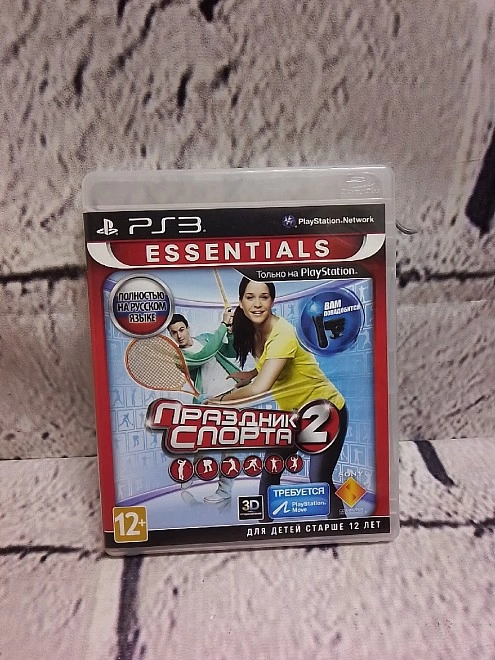 PS3
PlayStation Network
ESSENTIALS
Только на PlayStation.
ПОЛНОСТЬЮ
НА РУССКОМ
ЯЗЫКЕ
ВАМ
ПОНАДОБИТСЯ
ПРАЗДНИК
СПОРТА 2
12+
3D
ТРЕБУЕТСЯ
PlayStation
Move
SONY
ДЛЯ ДЕТЕЙ СТАРШЕ 12 ЛЕТ